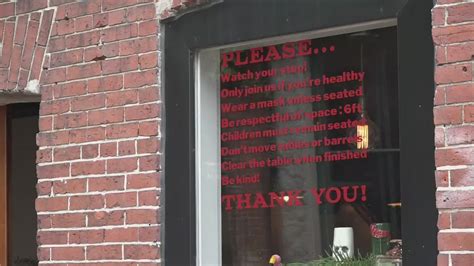 PLEASE...
Watch your step!
Only join us if you're healthy
Wear a mask unless seated
Be respectful of space : 6ft
Children must remain seated
Don't move tables or barrels
Clear the table when finished
Be kind!
THANK YOU!